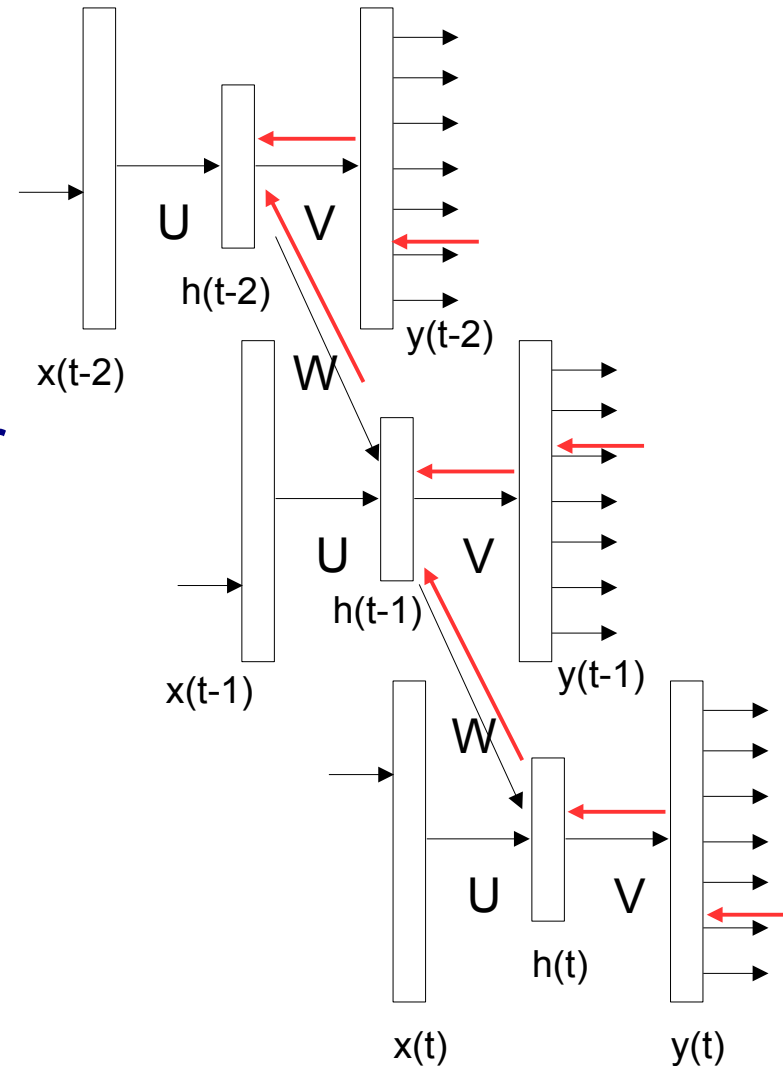 U
V
h(t-2)
y(t-2)
x(t-2)
W
U
V
h(t-1)
y(t-1)
x(t-1)
W
U
V
h(t)
x(t)
y(t)